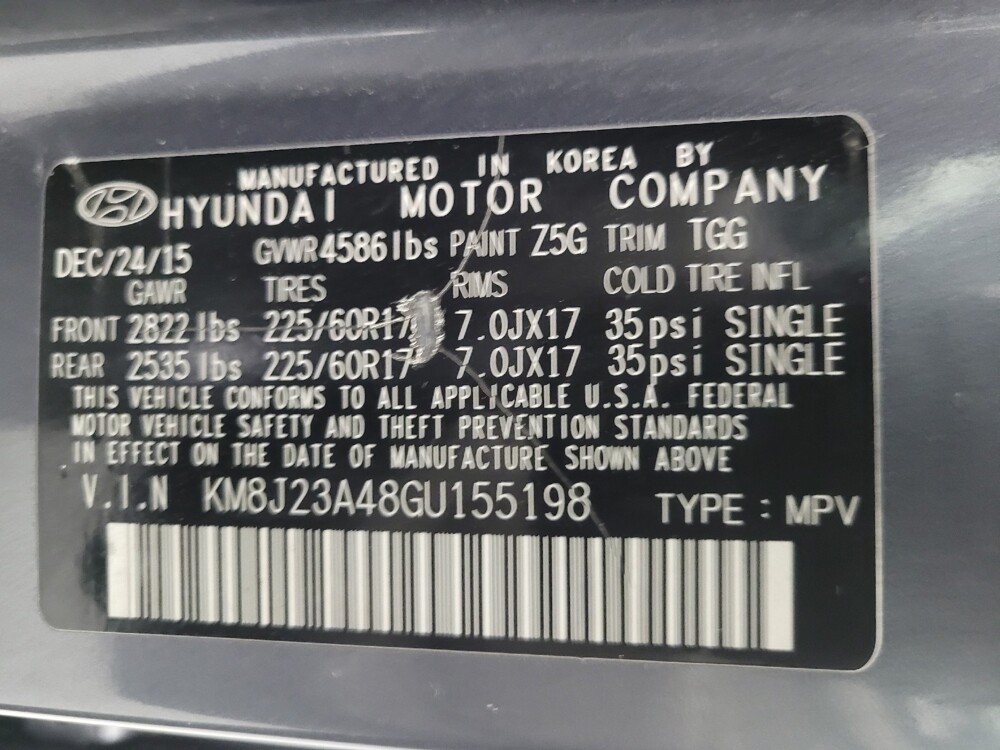 MANUFACTURED IN KOREA BY
HYUNDAI MOTOR COMPANY
DEC/24/15 GVWR 4586 lbs PAINT Z5G TRIM TGG
GAWR TIRES RIMS COLD TIRE INFL
FRONT 2822 lbs 225/60R17 7.0JX17 35psi SINGLE
REAR 2535 lbs 225/60R17 7.0JX17 35psi SINGLE
THIS VEHICLE CONFORMS TO ALL APPLICABLE U.S.A. FEDERAL
MOTOR VEHICLE SAFETY AND THEFT PREVENTION STANDARDS
IN EFFECT ON THE DATE OF MANUFACTURE SHOWN ABOVE
V.I.N KM8J23A48GU155198 TYPE : MPV